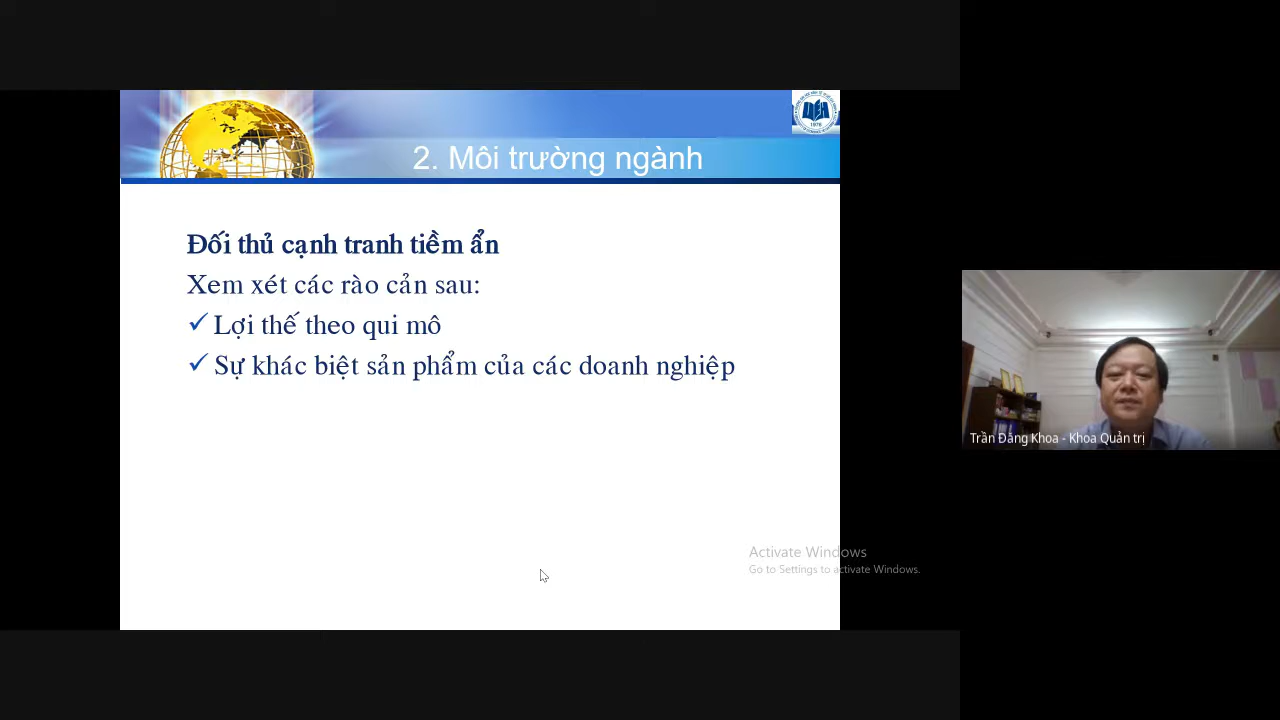 2. Môi trường ngành
1976
Đối thủ cạnh tranh tiềm ẩn
Xem xét các rào cản sau:
✓ Lợi thế theo qui mô
✓ Sự khác biệt sản phẩm của các doanh nghiệp
Trần Đăng Khoa - Khoa Quản trị
Activate Windows
Go to Settings to activate Windows.